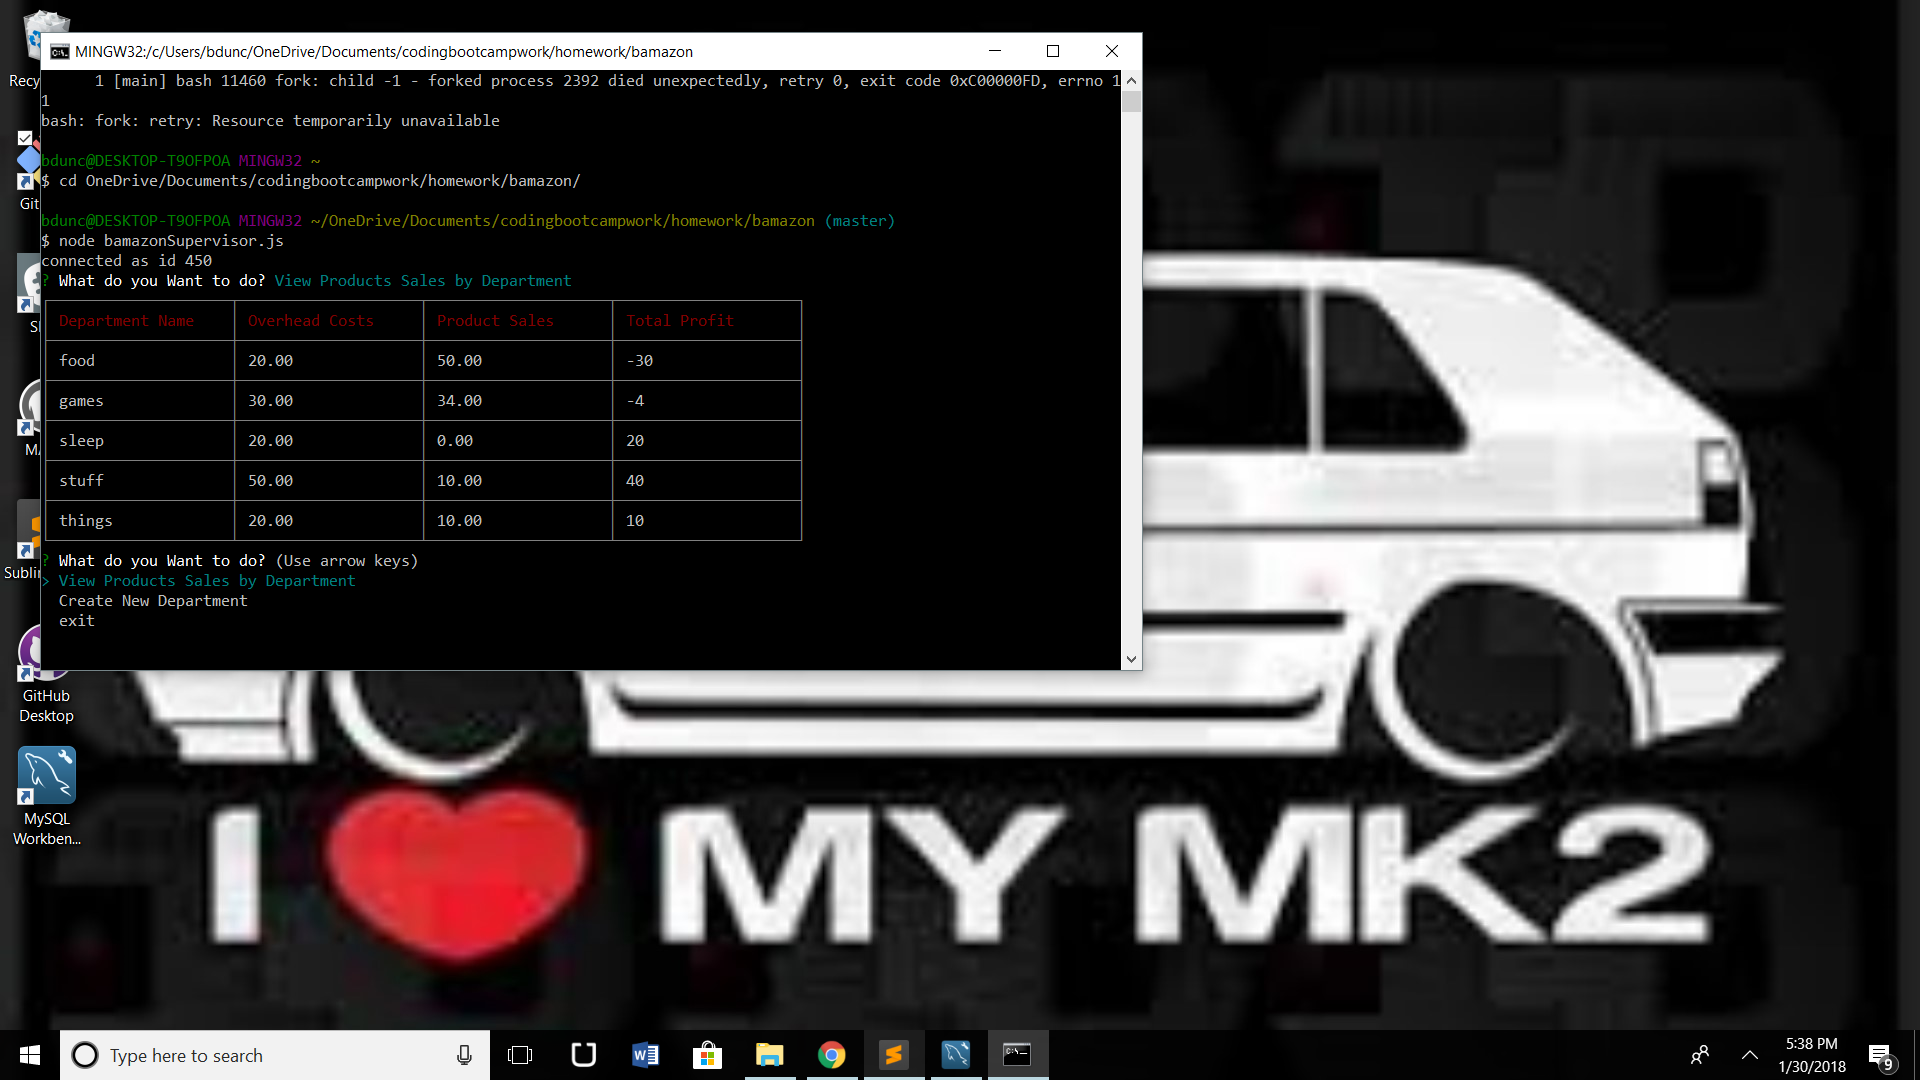 MINGW32:/c/Users/bdunc/OneDrive/Documents/codingbootcampwork/homework/bamazon
1 [main] bash 11460 fork: child -1 - forked process 2392 died unexpectedly, retry 0, exit code 0xC00000FD, errno 1
1
bash: fork: retry: Resource temporarily unavailable
bdunc@DESKTOP-T9OFPOA MINGW32 ~
$ cd OneDrive/Documents/codingbootcampwork/homework/bamazon/
bdunc@DESKTOP-T9OFPOA MINGW32 ~/OneDrive/Documents/codingbootcampwork/homework/bamazon (master)
$ node bamazonSupervisor.js
connected as id 450
? What do you Want to do? View Products Sales by Department
Department Name Overhead Costs Product Sales Total Profit
food 20.00 50.00 -30
games 30.00 34.00 -4
sleep 20.00 0.00 20
stuff 50.00 10.00 40
things 20.00 10.00 10
? What do you Want to do? (Use arrow keys)
> View Products Sales by Department
Create New Department
exit
Recy
Git
GitHub
Desktop
MySQL
Workben...
I MY MK2
Type here to search
5:38 PM
1/30/2018
9